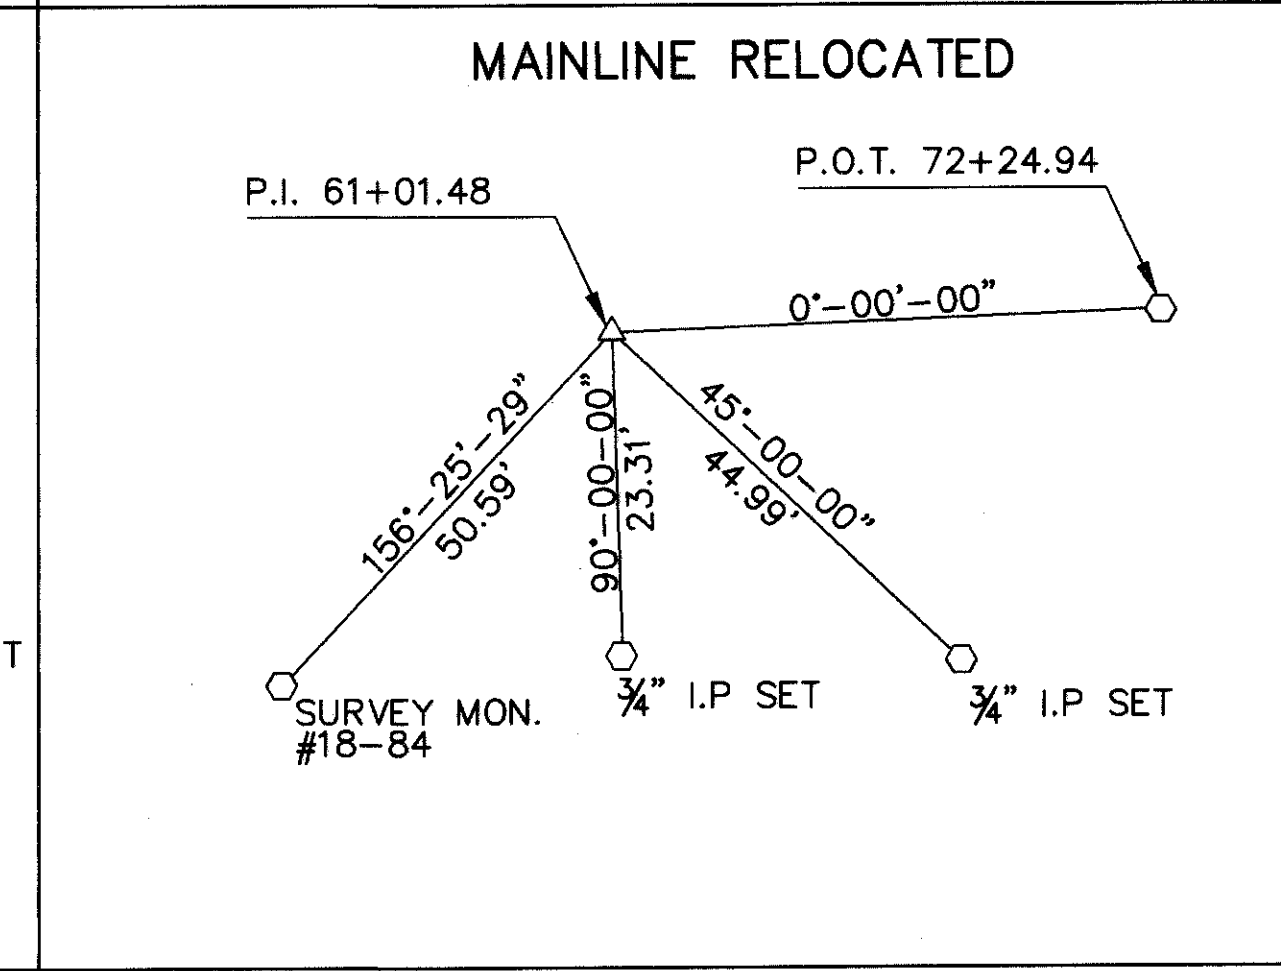 MAINLINE RELOCATED
P.O.T. 72+24.94
P.I. 61+01.48
0°-00'-00”
156°-25'-29”
50.59'
90°-00-00”
23.31'
45°-00-00”
44.99'
T
SURVEY MON.
#18-84
¾” I.P SET
¾” I.P SET